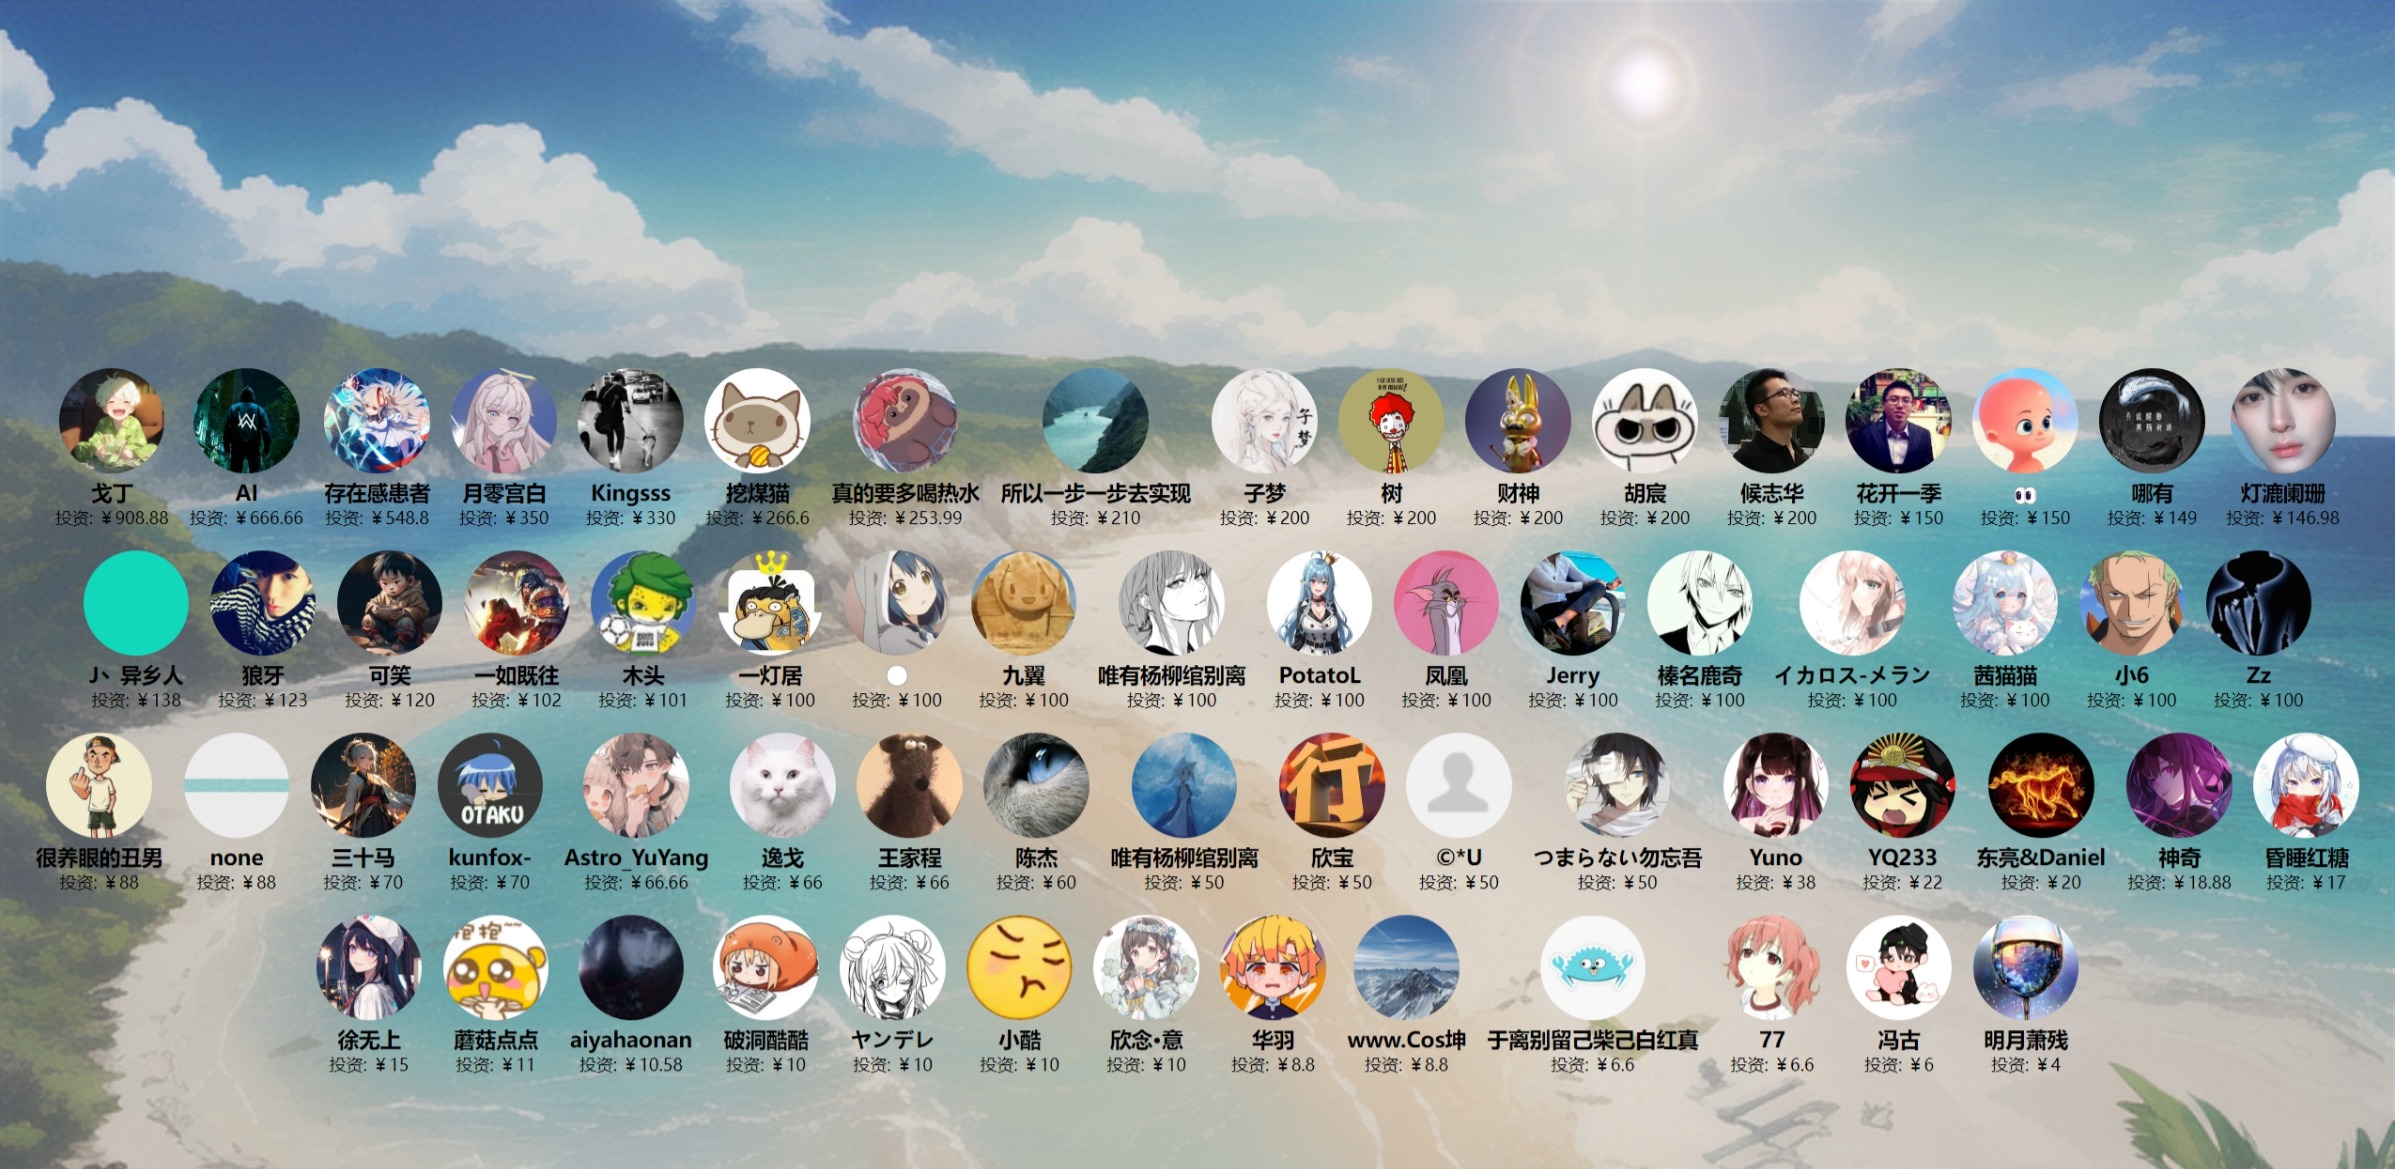 戈丁
投资: ¥908.88
AI
投资: ¥666.66
存在感患者
投资: ¥548.8
月零宫白
投资: ¥350
Kingsss
投资: ¥330
挖煤猫
投资: ¥266.6
真的要多喝热水
投资: ¥253.99
所以一步一步去实现
投资: ¥210
子梦
子梦
投资: ¥200
树
投资: ¥200
财神
投资: ¥200
胡宸
投资: ¥200
候志华
投资: ¥200
花开一季
投资: ¥150
👀
投资: ¥150
哪有
投资: ¥149
灯漉阑珊
投资: ¥146.98
J丶异乡人
投资: ¥138
狼牙
投资: ¥123
可笑
投资: ¥120
一如既往
投资: ¥102
木头
投资: ¥101
一灯居
投资: ¥100
投资: ¥100
九翼
投资: ¥100
唯有杨柳绾别离
投资: ¥100
PotatoL
投资: ¥100
凤凰
投资: ¥100
Jerry
投资: ¥100
榛名鹿奇
投资: ¥100
イカロス-メラン
投资: ¥100
茜猫猫
投资: ¥100
小6
投资: ¥100
Zz
投资: ¥100
很养眼的丑男
投资: ¥88
none
投资: ¥88
三十马
投资: ¥70
OTAKU
kunfox-
投资: ¥70
Astro_YuYang
投资: ¥66.66
逸戈
投资: ¥66
王家程
投资: ¥66
陈杰
投资: ¥60
唯有杨柳绾别离
投资: ¥50
行
欣宝
投资: ¥50
©*U
投资: ¥50
つまらない勿忘吾
投资: ¥50
Yuno
投资: ¥38
YQ233
投资: ¥22
东亮&Daniel
投资: ¥20
神奇
投资: ¥18.88
昏睡红糖
投资: ¥17
徐无上
投资: ¥15
抱抱~~
蘑菇点点
投资: ¥11
aiyahaonan
投资: ¥10.58
破洞酷酷
投资: ¥10
ヤンデレ
投资: ¥10
小酷
投资: ¥10
欣念•意
投资: ¥10
华羽
投资: ¥8.8
www.Cos坤
投资: ¥8.8
于离别留己柴己白红真
投资: ¥6.6
77
投资: ¥6.6
冯古
投资: ¥6
明月萧残
投资: ¥4